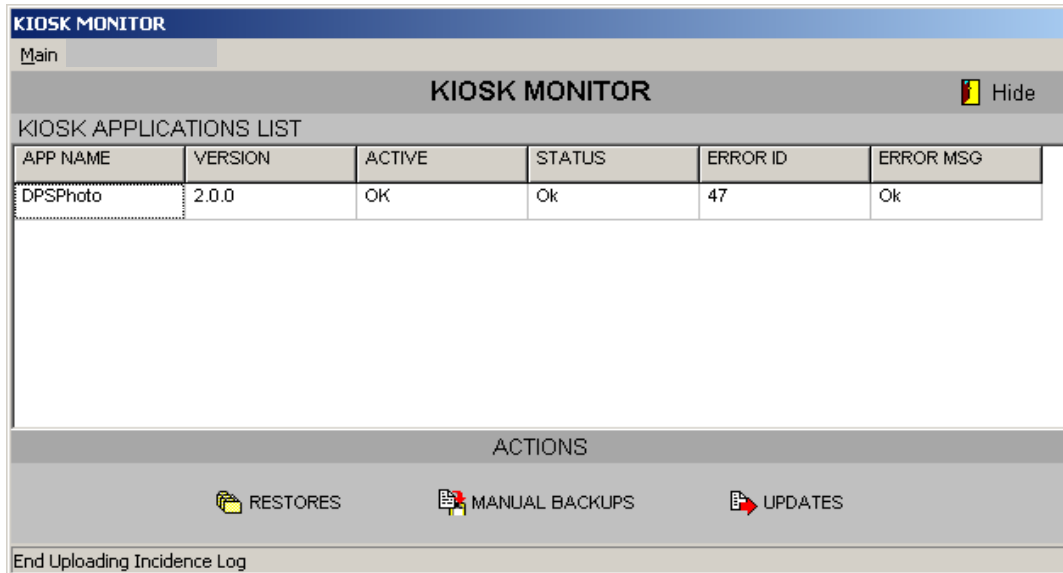 KIOSK MONITOR
Main
KIOSK MONITOR Hide
KIOSK APPLICATIONS LIST
APP NAME VERSION ACTIVE STATUS ERROR ID ERROR MSG
DPSPhoto 2.0.0 OK Ok 47 Ok
ACTIONS
RESTORES MANUAL BACKUPS UPDATES
End Uploading Incidence Log